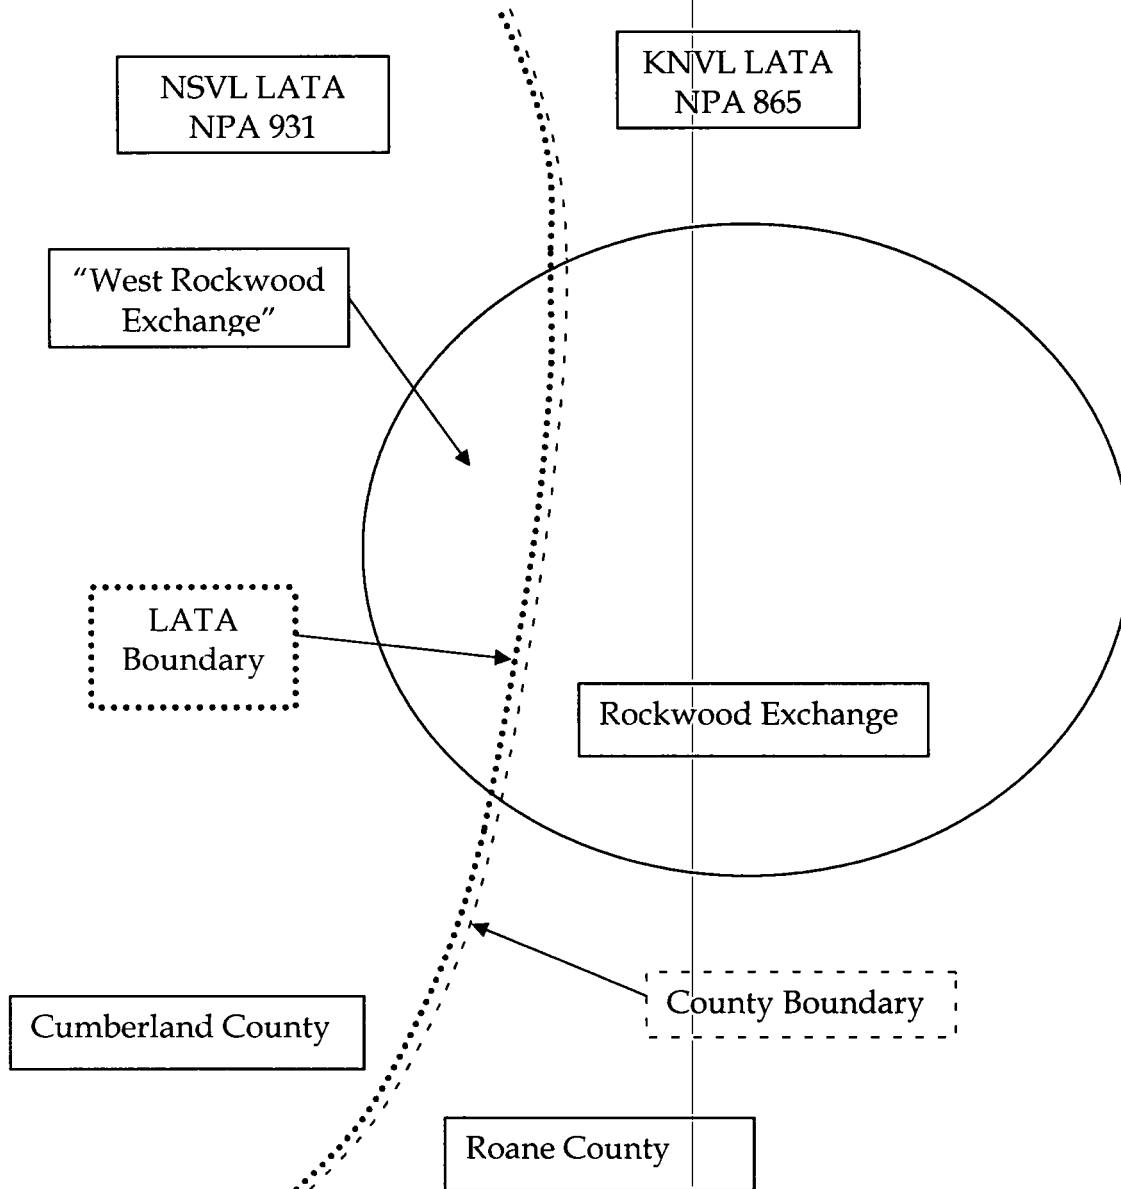 NSVL LATA
NPA 931
KNVL LATA
NPA 865
“West Rockwood
Exchange”
LATA
Boundary
Rockwood Exchange
County Boundary
Cumberland County
Roane County